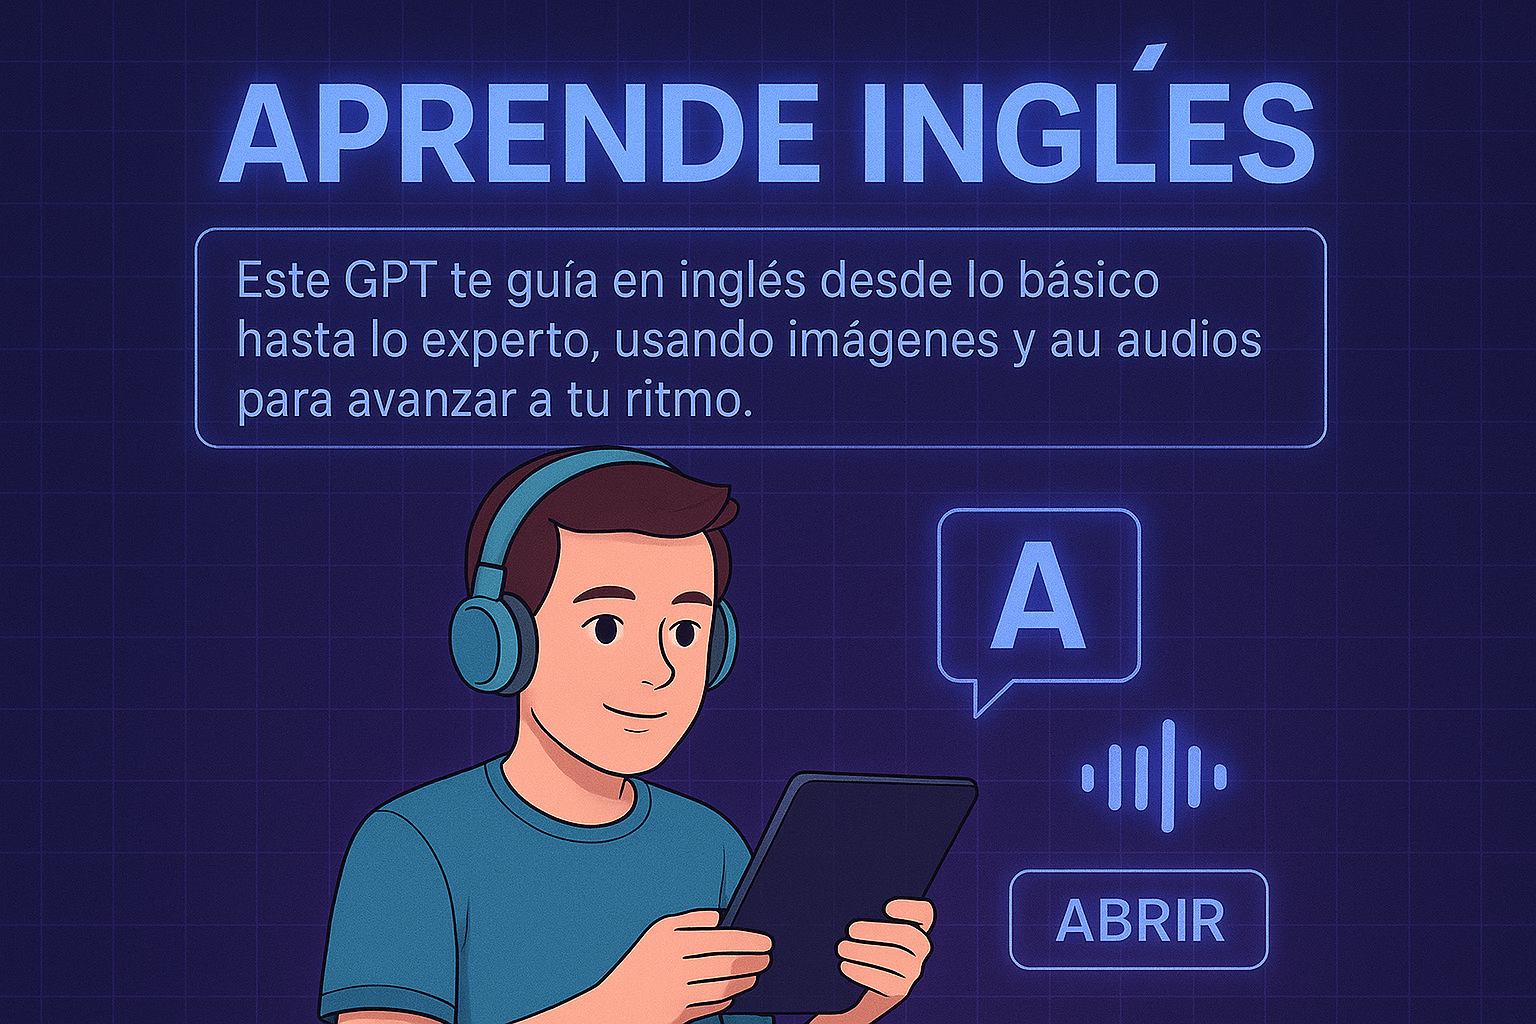 APRENDE INGLÉS
Este GPT te guía en inglés desde lo básico
hasta lo experto, usando imágenes y au audios
para avanzar a tu ritmo.
A
ABRIR